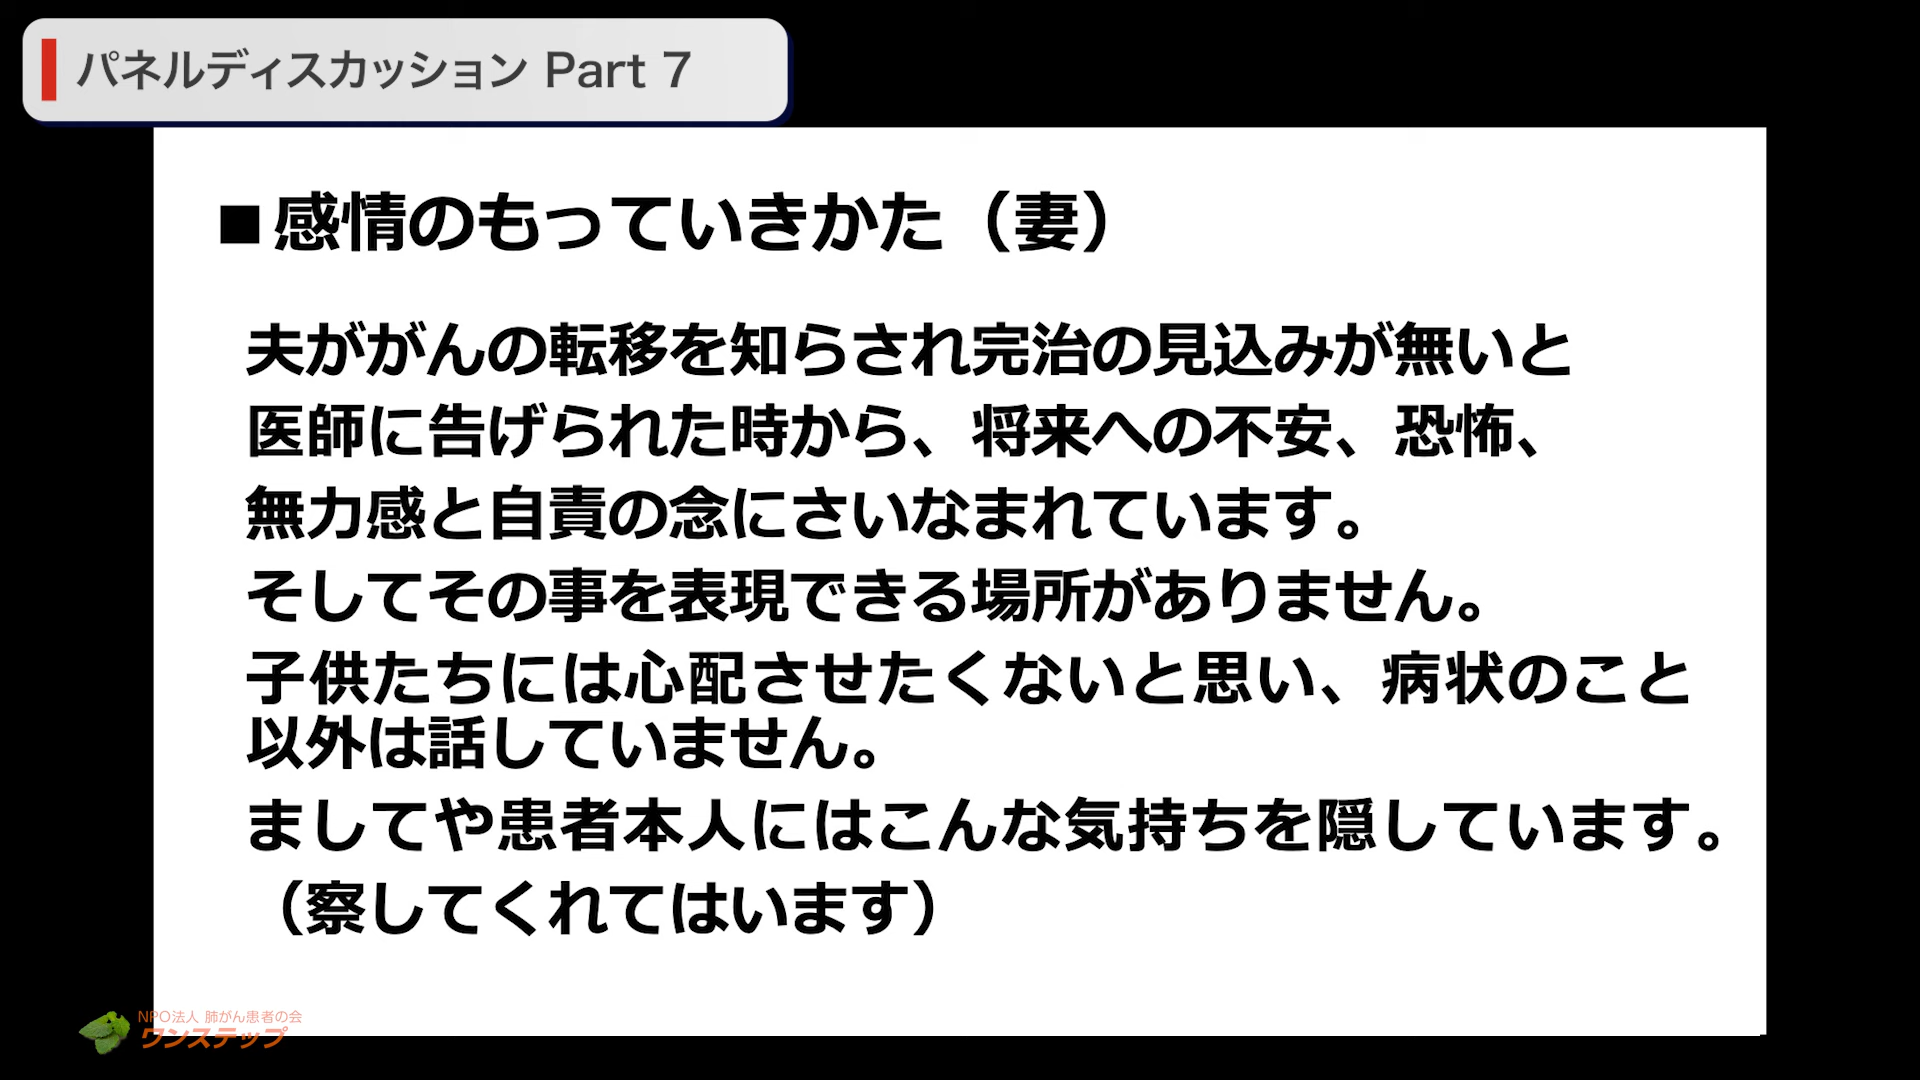 パネルディスカッション Part 7
■感情のもっていきかた（妻）
夫ががんの転移を知らされ完治の見込みが無いと
医師に告げられた時から、将来への不安、恐怖、
無力感と自責の念にさいなまれています。
そしてその事を表現できる場所がありません。
子供たちには心配させたくないと思い、病状のこと
以外は話していません。
ましてや患者本人にはこんな気持ちを隠しています。
（察してくれてはいます）
NPO法人 肺がん患者の会
ワンステップ